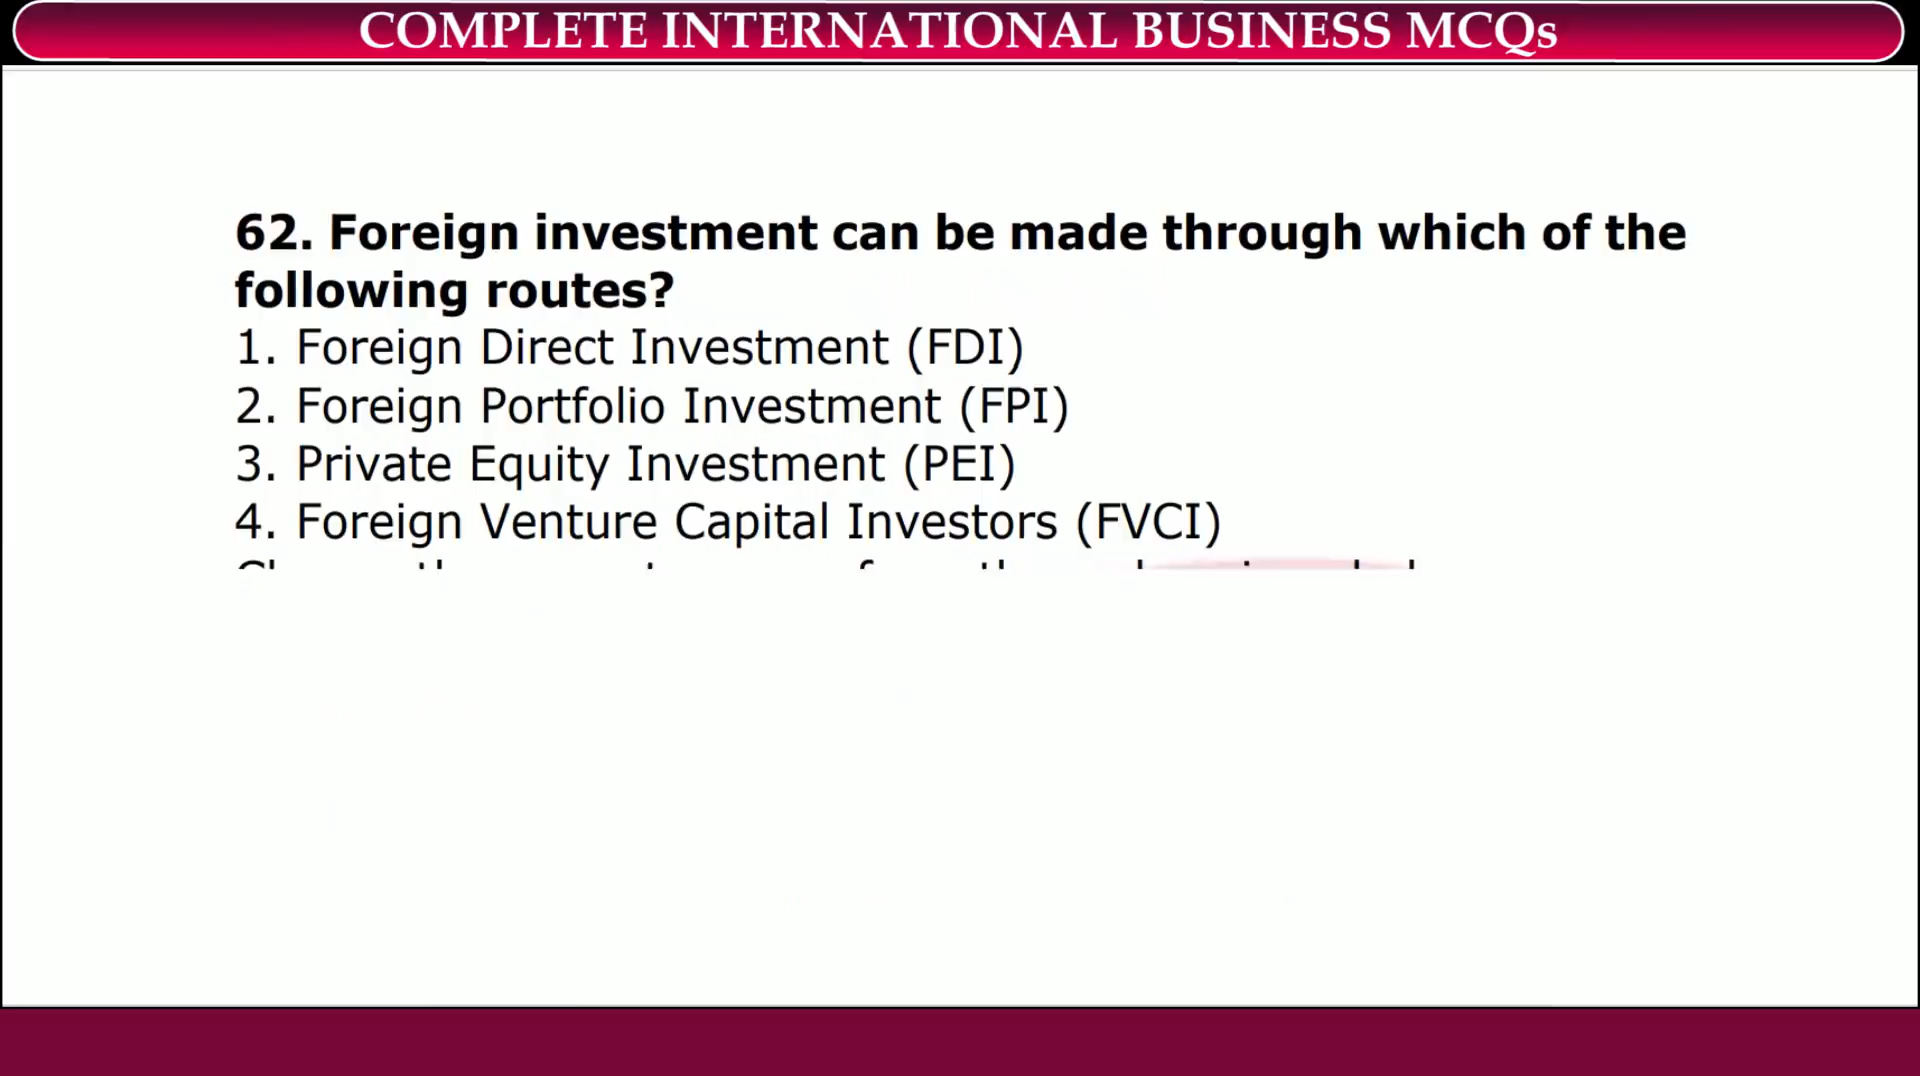 COMPLETE INTERNATIONAL BUSINESS MCQs
62. Foreign investment can be made through which of the
following routes?
1. Foreign Direct Investment (FDI)
2. Foreign Portfolio Investment (FPI)
3. Private Equity Investment (PEI)
4. Foreign Venture Capital Investors (FVCI)